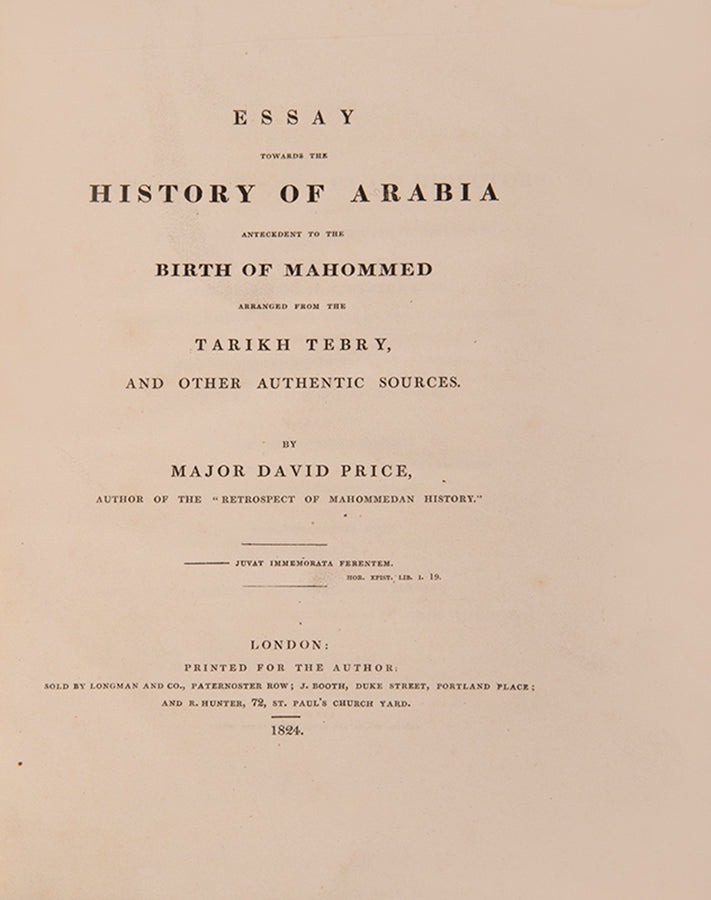 ESSAY
TOWARDS THE
HISTORY OF ARABIA
ANTECEDENT TO THE
BIRTH OF MAHOMMED
ARRANGED FROM THE
TARIKH TEBRY,
AND OTHER AUTHENTIC SOURCES.
BY
MAJOR DAVID PRICE,
AUTHOR OF THE “RETROSPECT OF MAHOMMEDAN HISTORY.”
——— JUVAT IMMEMORATA FERENTEM.
HOR. EPIST. LIB. I. 19.
LONDON:
PRINTED FOR THE AUTHOR:
SOLD BY LONGMAN AND CO., PATERNOSTER ROW; J. BOOTH, DUKE STREET, PORTLAND PLACE;
AND R. HUNTER, 72, ST. PAUL'S CHURCH YARD.
1824.